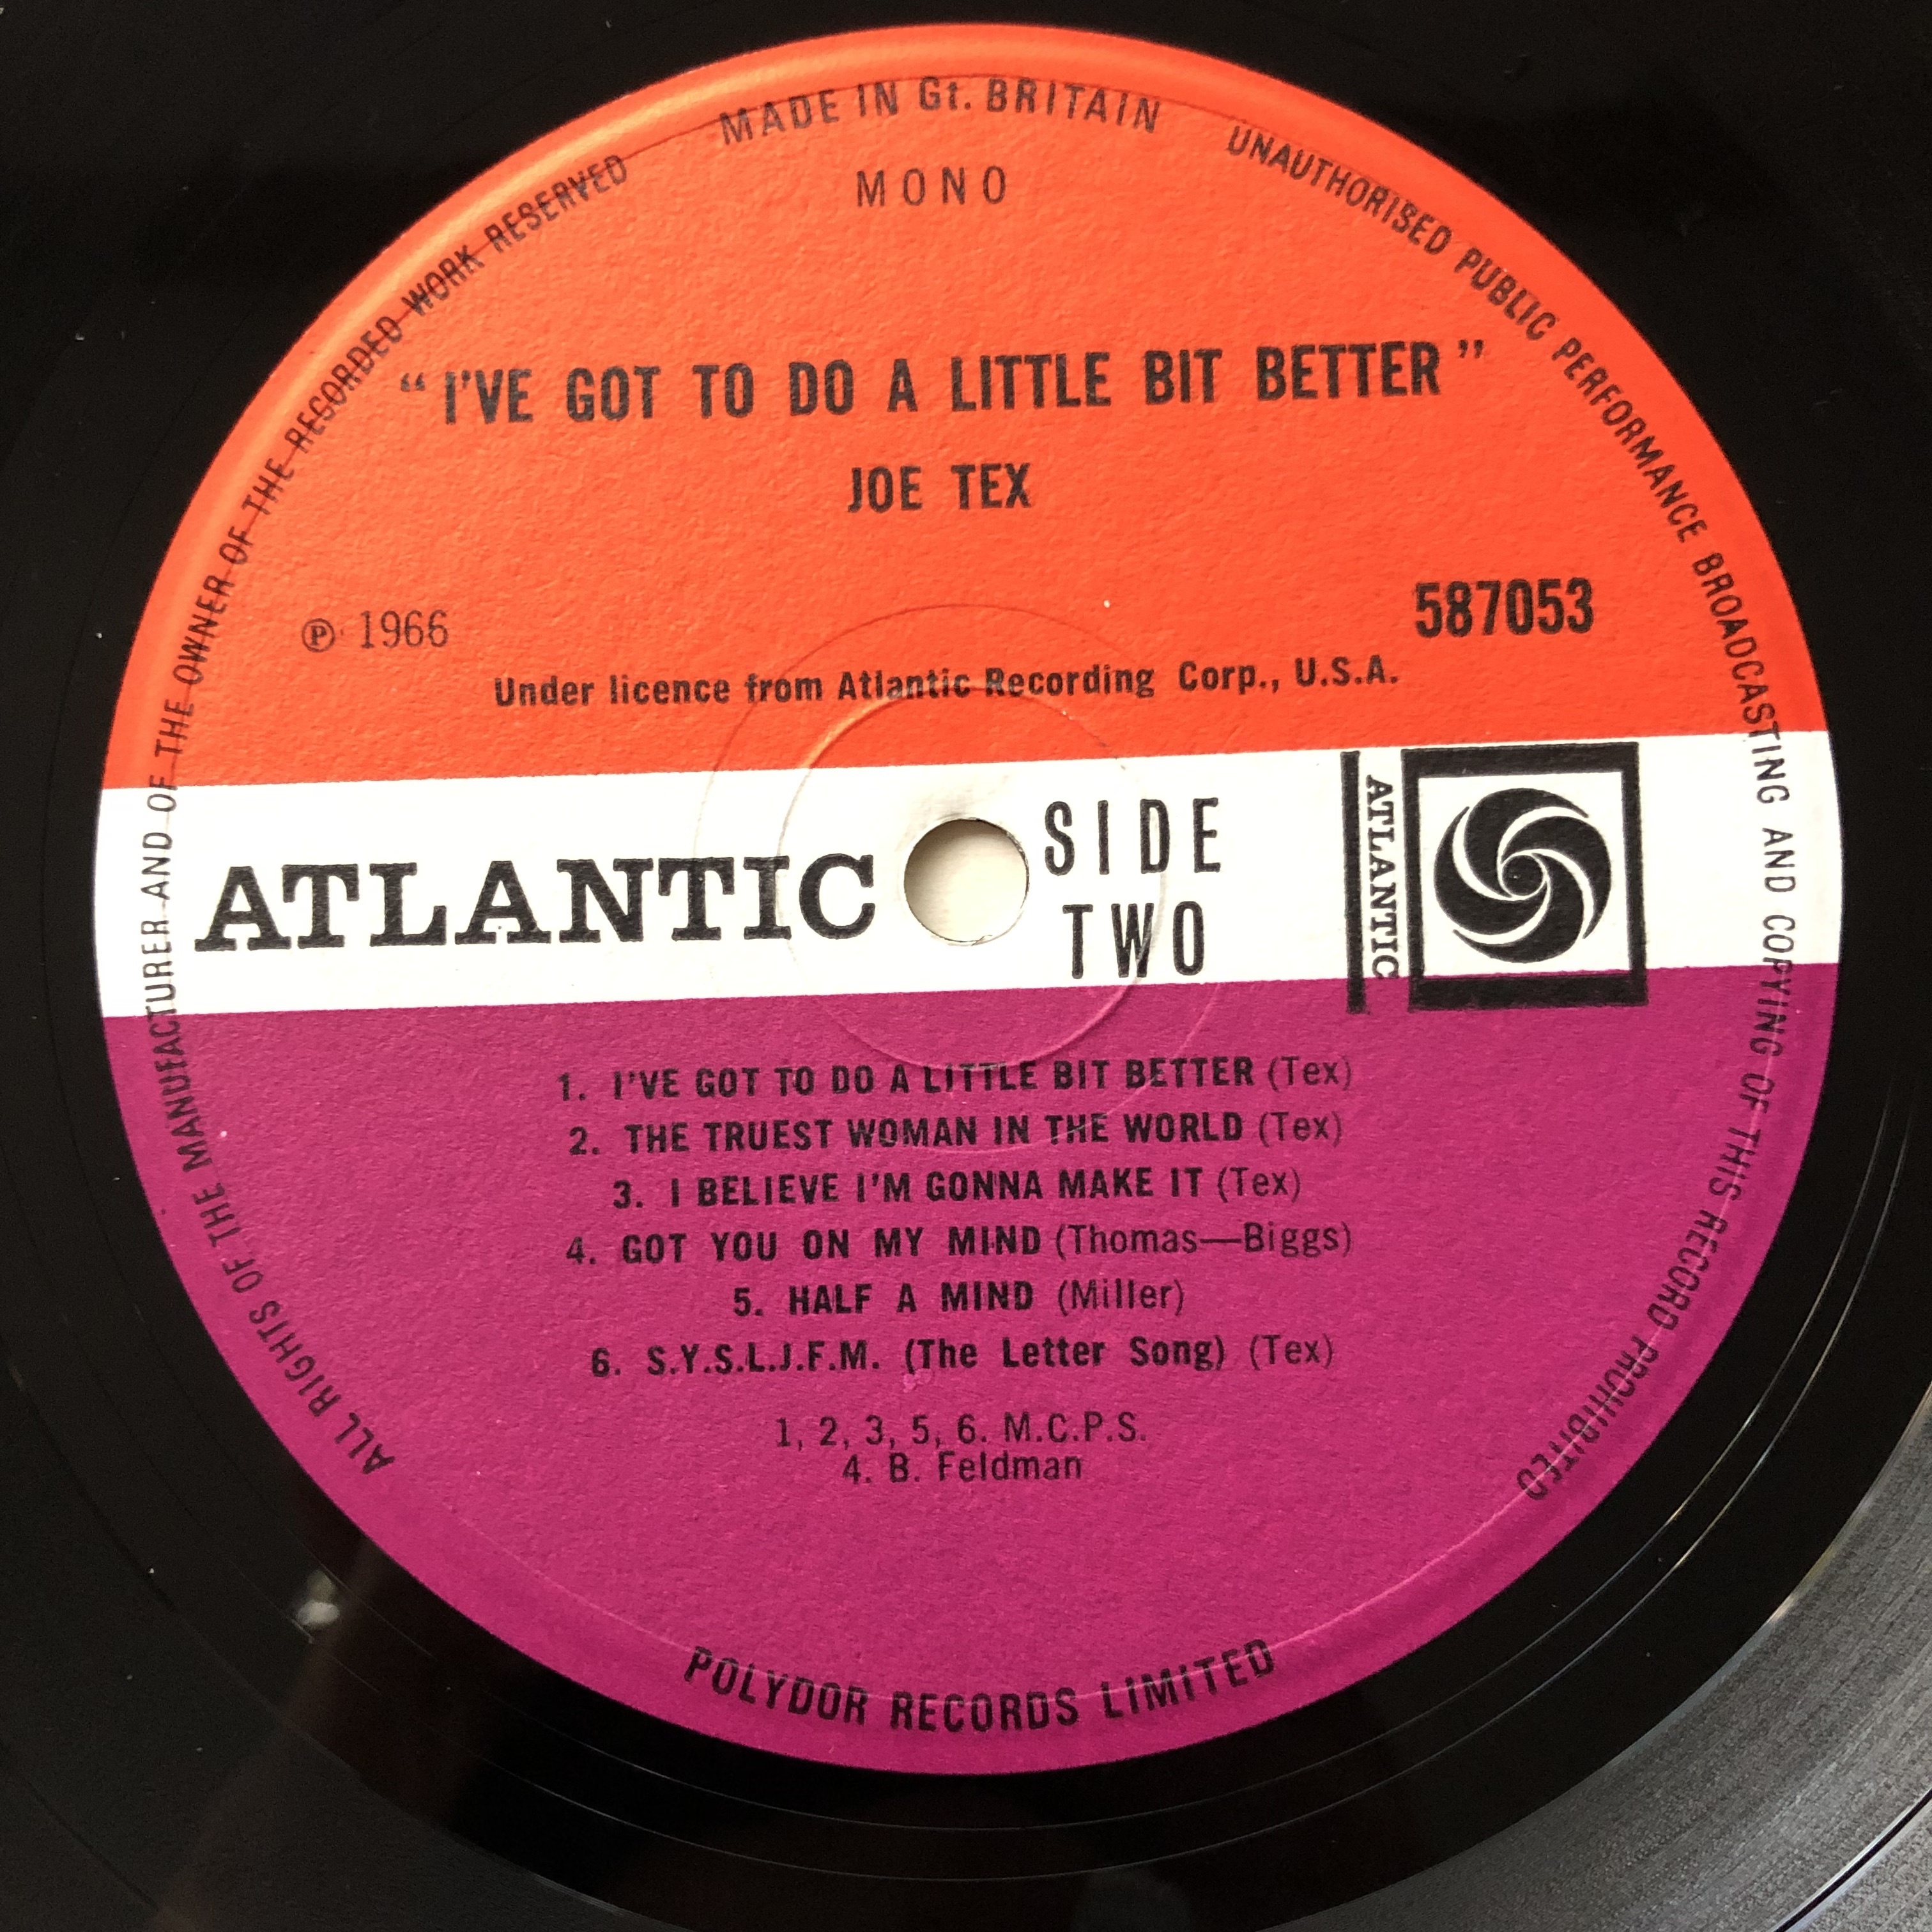 MADE IN Gt. BRITAIN
UNAUTHORISED PUBLIC PERFORMANCE BROADCASTING AND COPYING OF THIS RECORD PROHIBITED
ALL RIGHTS OF THE MANUFACTURER AND OF THE OWNER OF THE RECORDED WORK RESERVED
MONO
“I'VE GOT TO DO A LITTLE BIT BETTER”
JOE TEX
℗ 1966
587053
Under licence from Atlantic Recording Corp., U.S.A.
ATLANTIC
SIDE
TWO
ATLANTIC
1. I'VE GOT TO DO A LITTLE BIT BETTER (Tex)
2. THE TRUEST WOMAN IN THE WORLD (Tex)
3. I BELIEVE I'M GONNA MAKE IT (Tex)
4. GOT YOU ON MY MIND (Thomas—Biggs)
5. HALF A MIND (Miller)
6. S.Y.S.L.J.F.M. (The Letter Song) (Tex)
1, 2, 3, 5, 6. M.C.P.S.
4. B. Feldman
POLYDOR RECORDS LIMITED